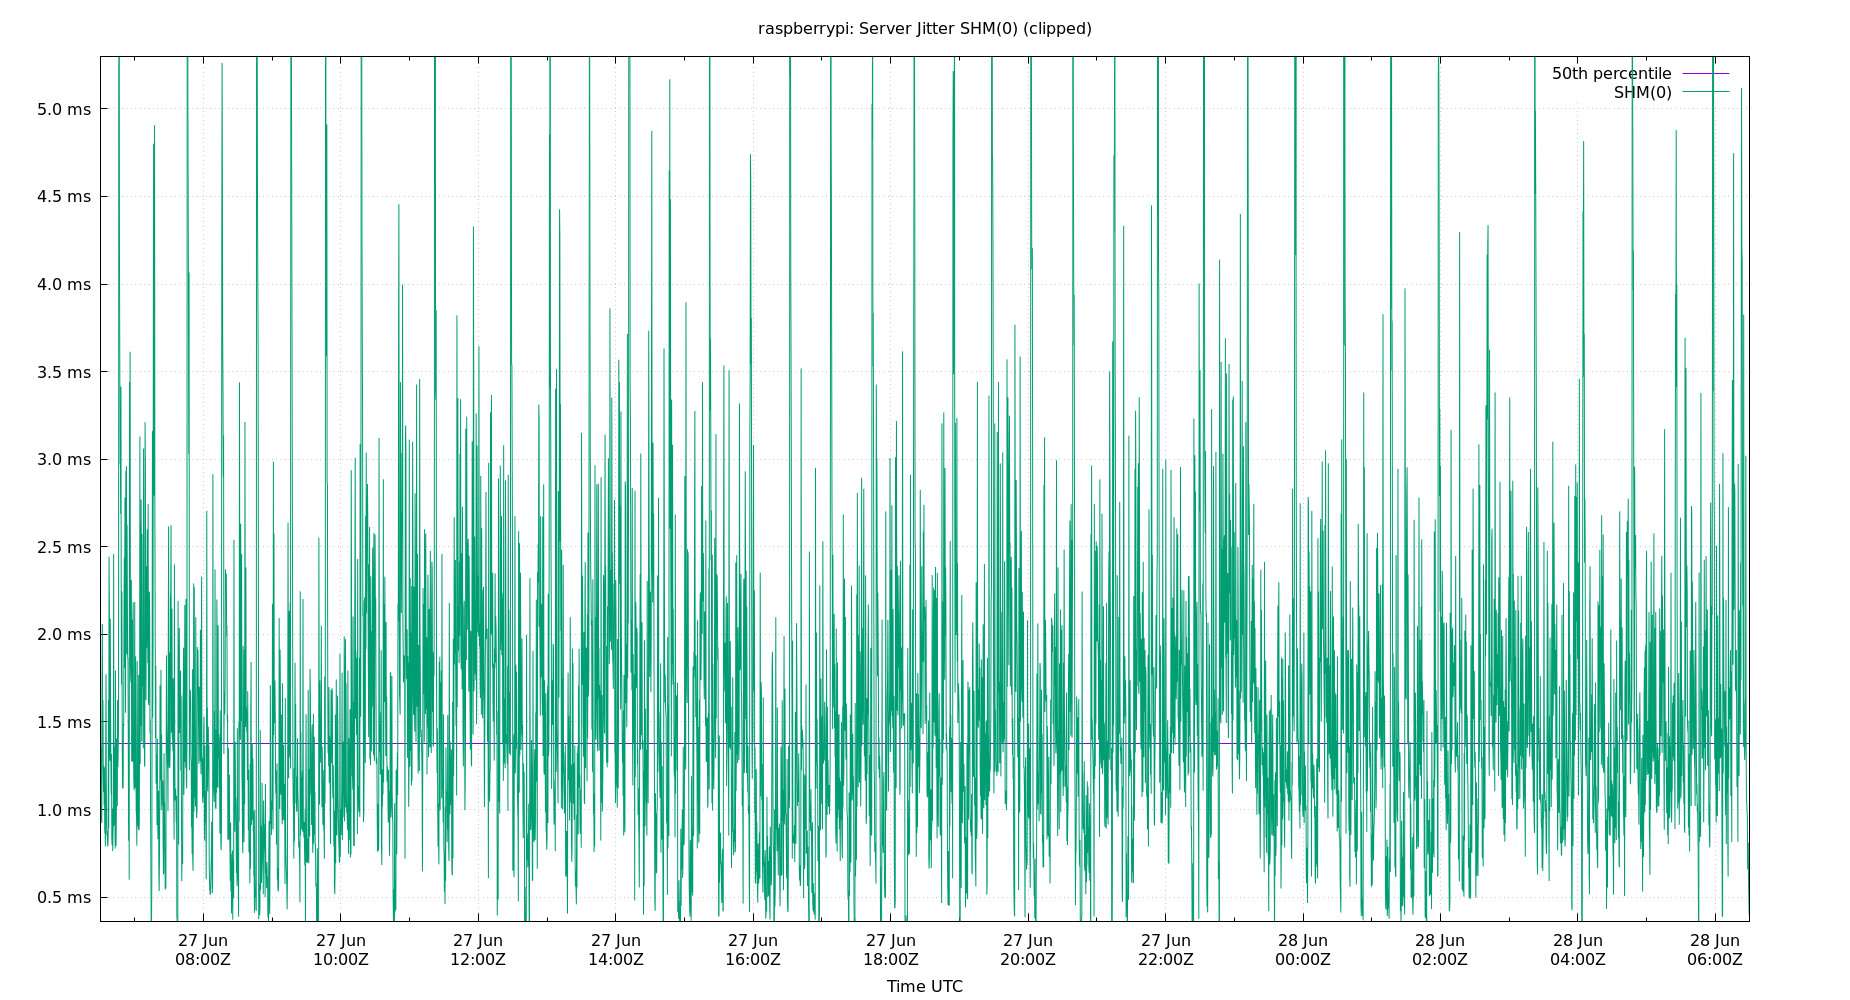 raspberrypi: Server Jitter SHM(0) (clipped)
50th percentile
SHM(0)
5.0 ms
4.5 ms
4.0 ms
3.5 ms
3.0 ms
2.5 ms
2.0 ms
1.5 ms
1.0 ms
0.5 ms
27 Jun 27 Jun 27 Jun 27 Jun 27 Jun 27 Jun 27 Jun 27 Jun 28 Jun 28 Jun 28 Jun 28 Jun
08:00Z 10:00Z 12:00Z 14:00Z 16:00Z 18:00Z 20:00Z 22:00Z 00:00Z 02:00Z 04:00Z 06:00Z
Time UTC